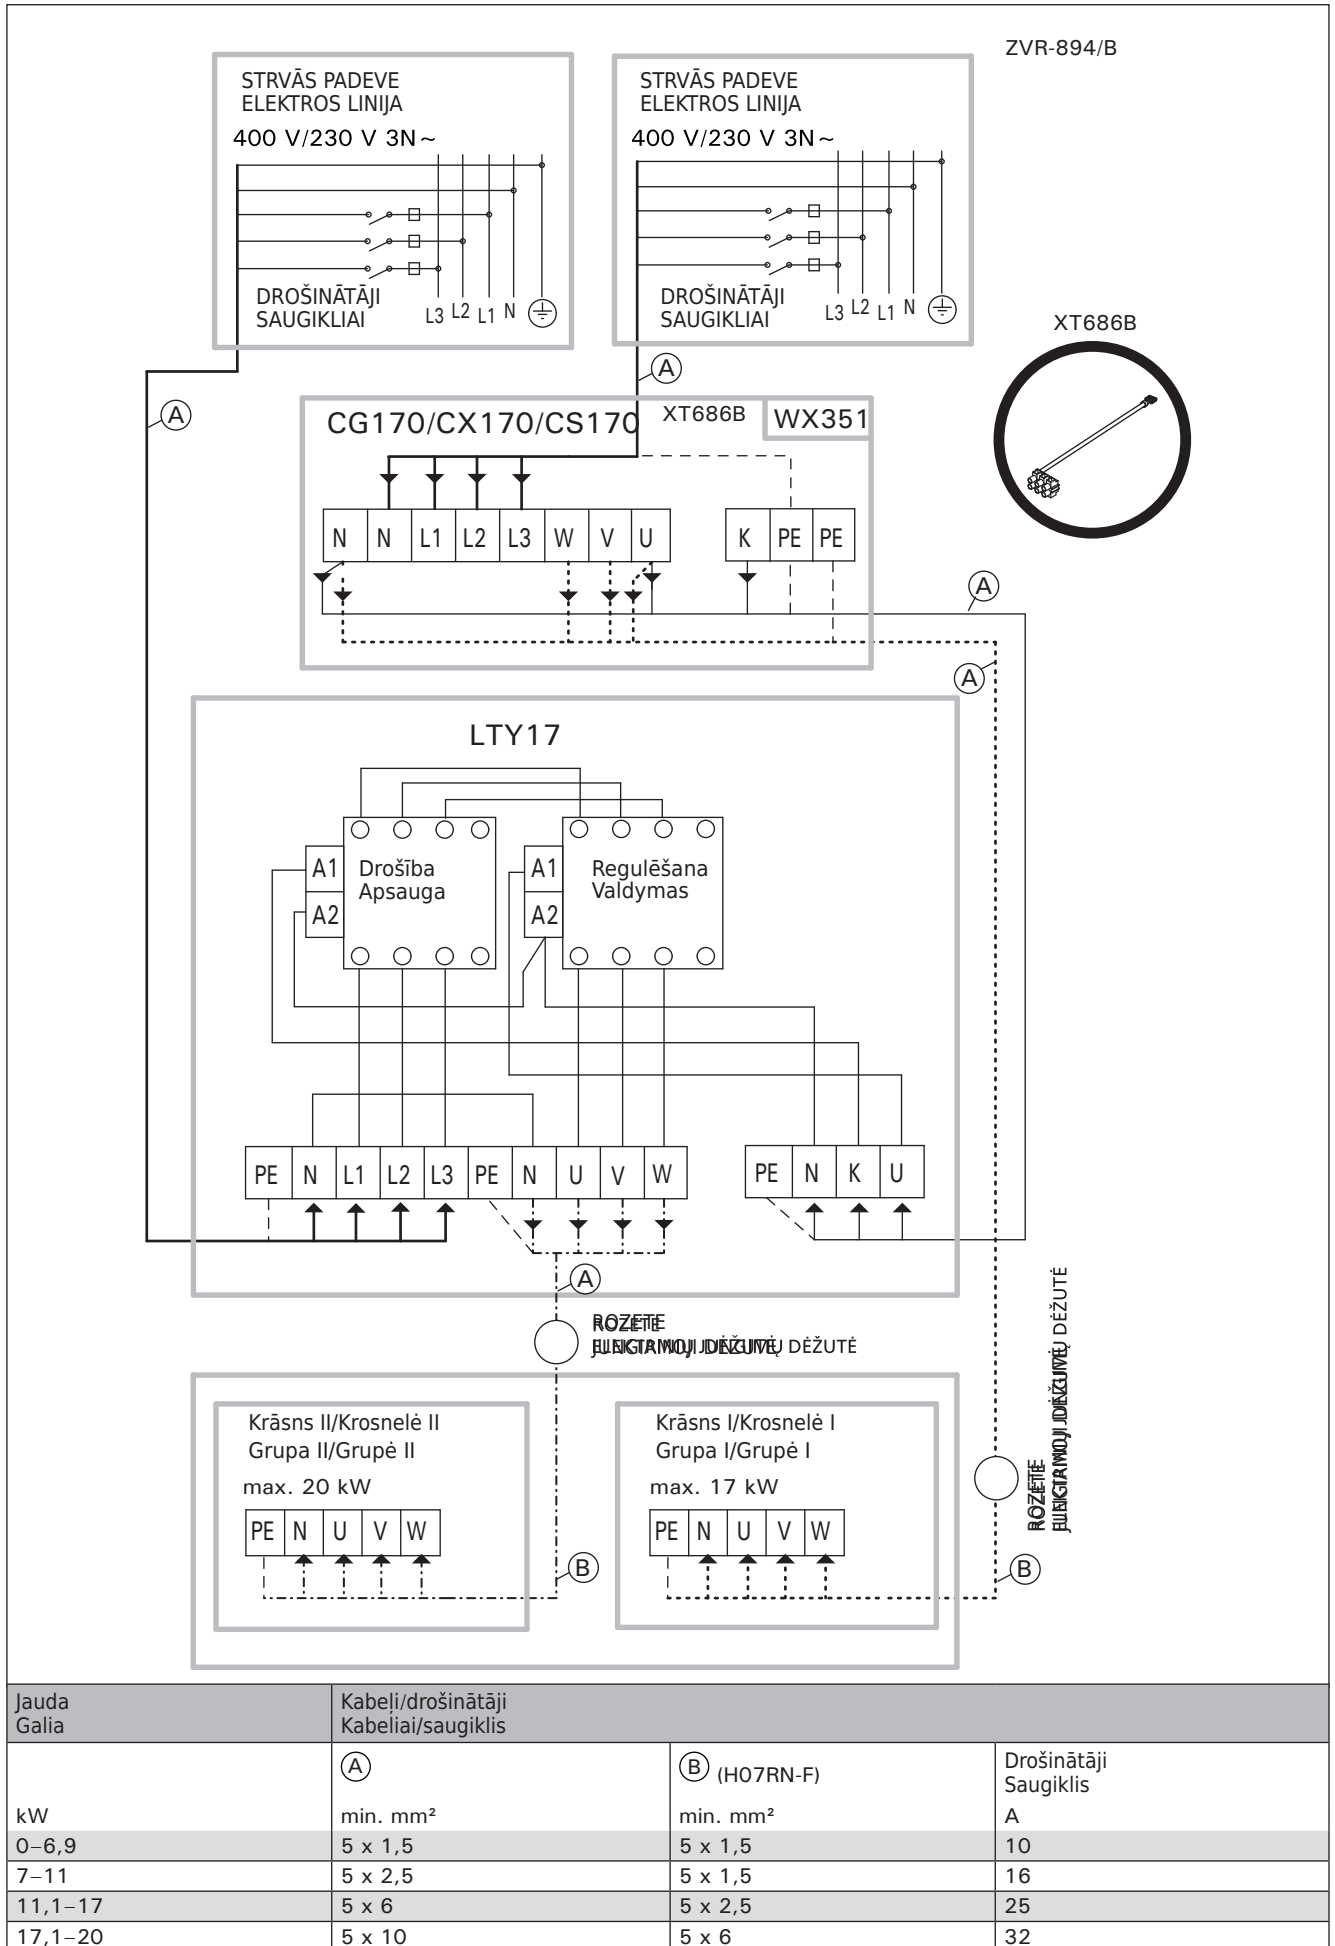 ZVR-894/B
STRVĀS PADEVE
ELEKTROS LINIJA
400 V/230 V 3N~
DROŠINĀTĀJI
SAUGIKLIAI
L3 L2 L1 N
STRVĀS PADEVE
ELEKTROS LINIJA
400 V/230 V 3N~
DROŠINĀTĀJI
SAUGIKLIAI
L3 L2 L1 N
XT686B
A
A
CG170/CX170/CS170 XT686B WX351
N N L1 L2 L3 W V U K PE PE
A
A
LTY17
A1 Drošība
Apsauga
A2
A1 Regulēšana
Valdymas
A2
PE N L1 L2 L3 PE N U V W PE N K U
A
ROZETE
DĖŽUTĖ
ROZETE
DĖŽUTĖ
Krāsns II/Krosnelė II
Grupa II/Grupė II
max. 20 kW
PE N U V W
B
Krāsns I/Krosnelė I
Grupa I/Grupė I
max. 17 kW
PE N U V W
B
Jauda
Galia
Kabeļi/drošinātāji
Kabeliai/saugiklis
A B (H07RN-F) Drošinātāji
Saugiklis
kW min. mm² min. mm² A
0–6,9 5 x 1,5 5 x 1,5 10
7–11 5 x 2,5 5 x 1,5 16
11,1–17 5 x 6 5 x 2,5 25
17,1–20 5 x 10 5 x 6 32